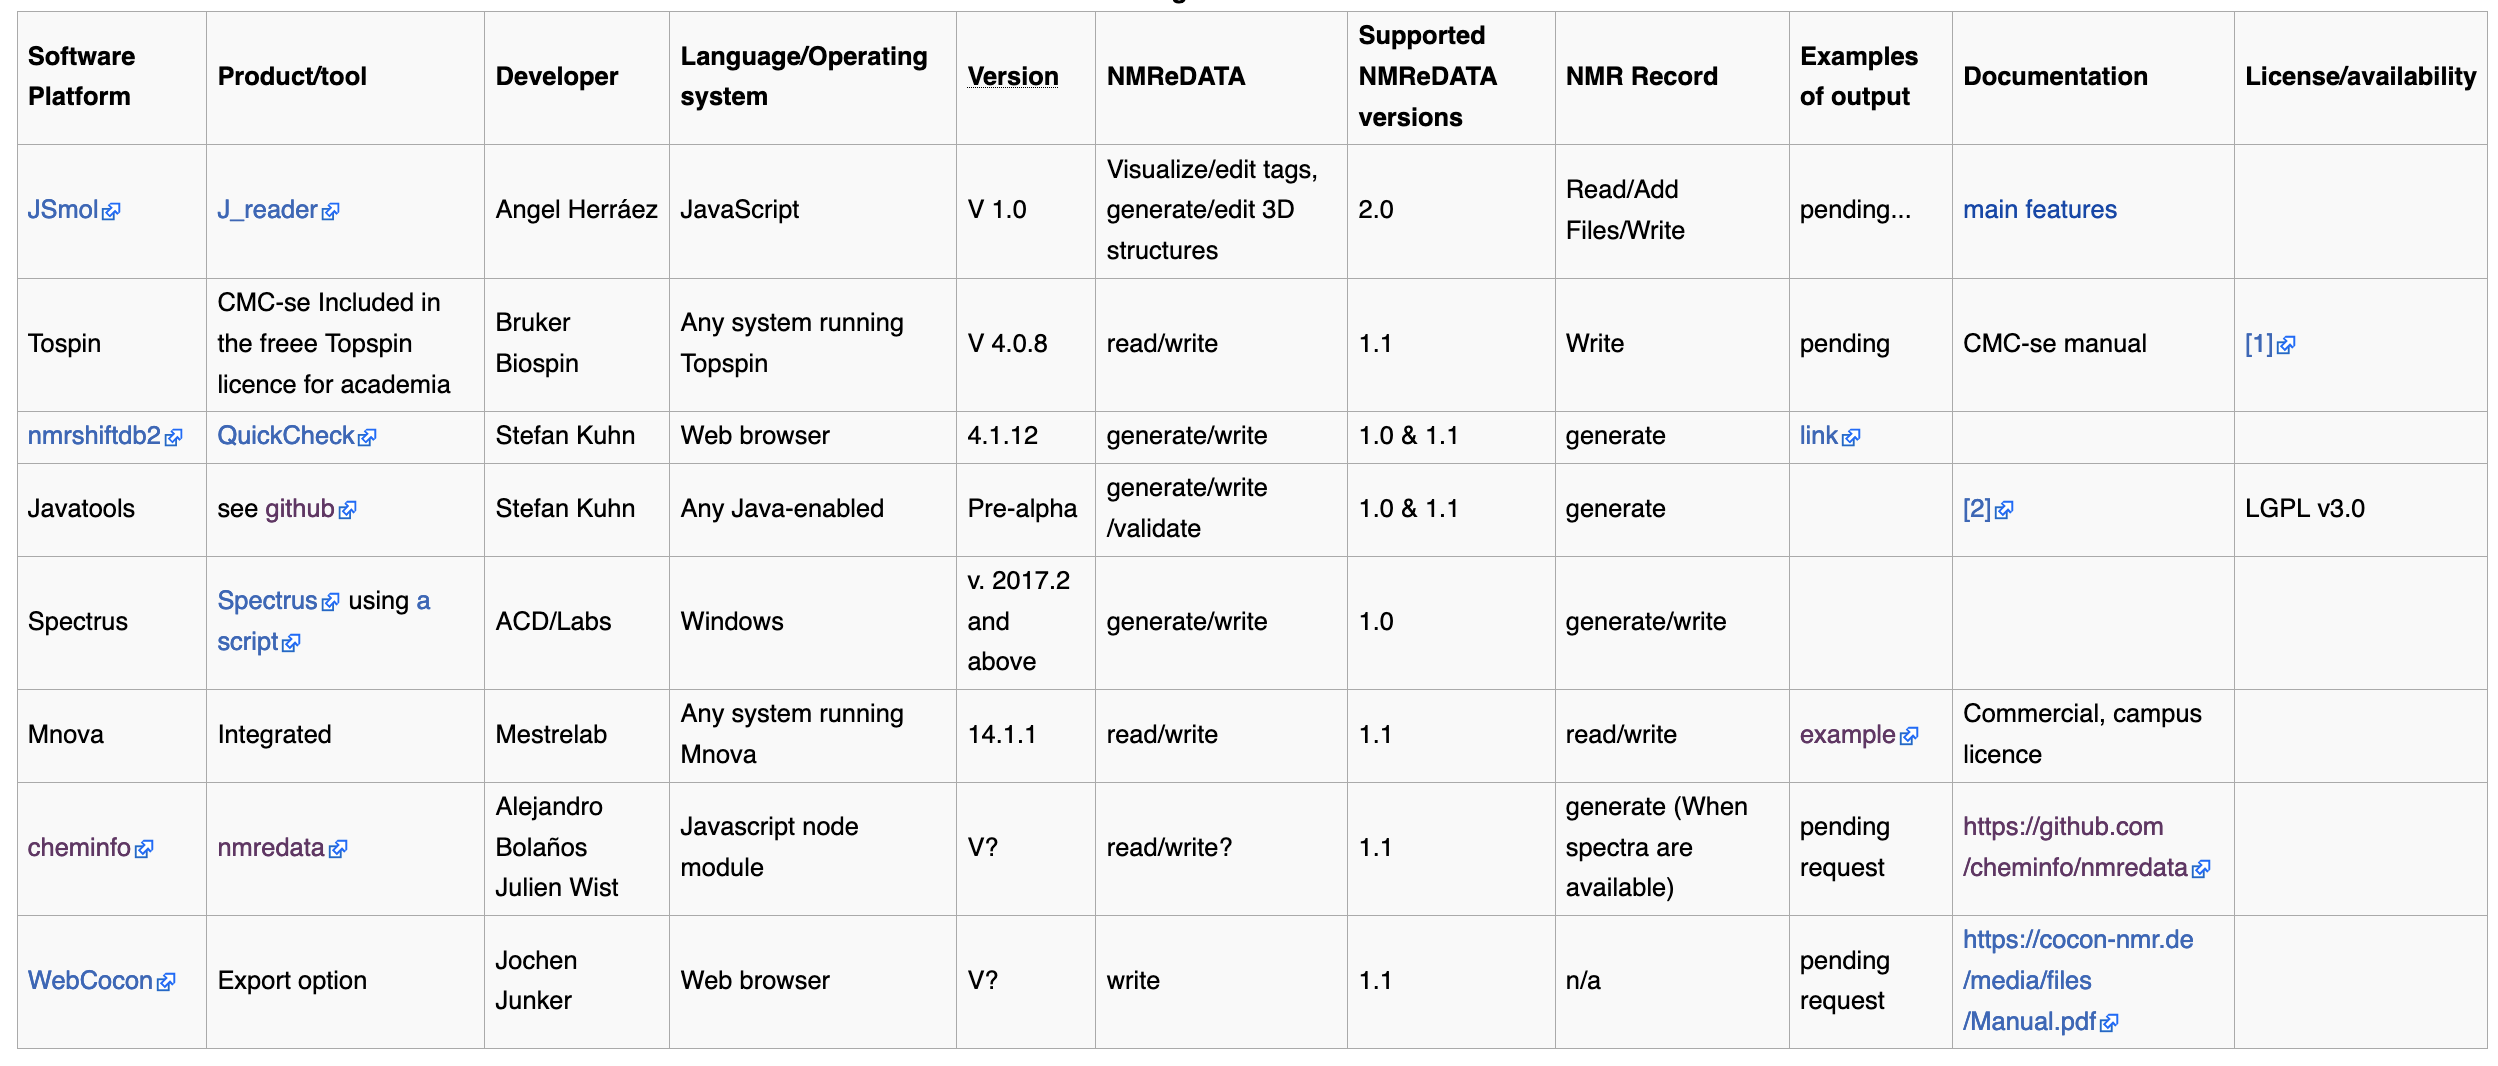 Software Platform | Product/tool | Developer | Language/Operating system | Version | NMReDATA | Supported NMReDATA versions | NMR Record | Examples of output | Documentation | License/availability
JSmol | J_reader | Angel Herráez | JavaScript | V 1.0 | Visualize/edit tags, generate/edit 3D structures | 2.0 | Read/Add Files/Write | pending... | main features |
Tospin | CMC-se Included in the freee Topspin licence for academia | Bruker Biospin | Any system running Topspin | V 4.0.8 | read/write | 1.1 | Write | pending | CMC-se manual | [1]
nmrshiftdb2 | QuickCheck | Stefan Kuhn | Web browser | 4.1.12 | generate/write | 1.0 & 1.1 | generate | link | |
Javatools | see github | Stefan Kuhn | Any Java-enabled | Pre-alpha | generate/write /validate | 1.0 & 1.1 | generate | | [2] | LGPL v3.0
Spectrus | Spectrus using a script | ACD/Labs | Windows | v. 2017.2 and above | generate/write | 1.0 | generate/write | | |
Mnova | Integrated | Mestrelab | Any system running Mnova | 14.1.1 | read/write | 1.1 | read/write | example | Commercial, campus licence |
cheminfo | nmredata | Alejandro Bolaños Julien Wist | Javascript node module | V? | read/write? | 1.1 | generate (When spectra are available) | pending request | https://github.com /cheminfo/nmredata |
WebCocon | Export option | Jochen Junker | Web browser | V? | write | 1.1 | n/a | pending request | https://cocon-nmr.de /media/files /Manual.pdf |